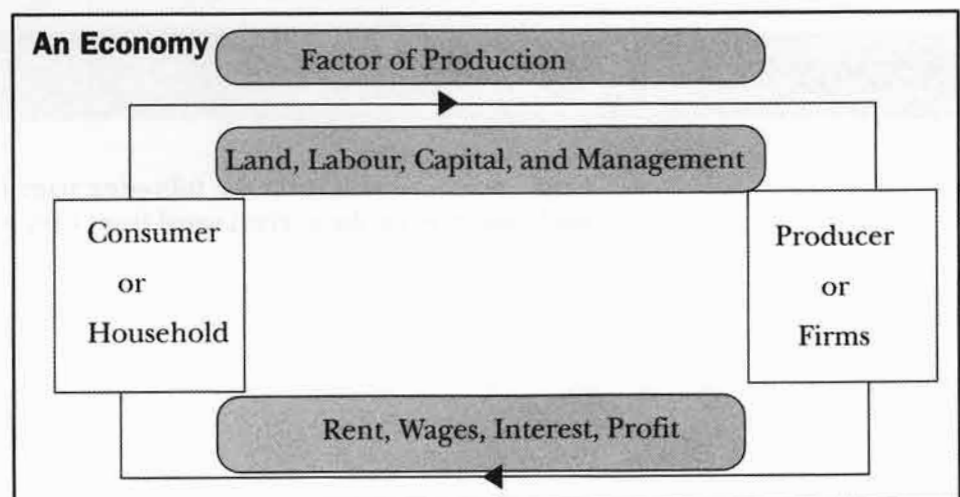 An Economy
Factor of Production
Land, Labour, Capital, and Management
Consumer
or
Household
Producer
or
Firms
Rent, Wages, Interest, Profit